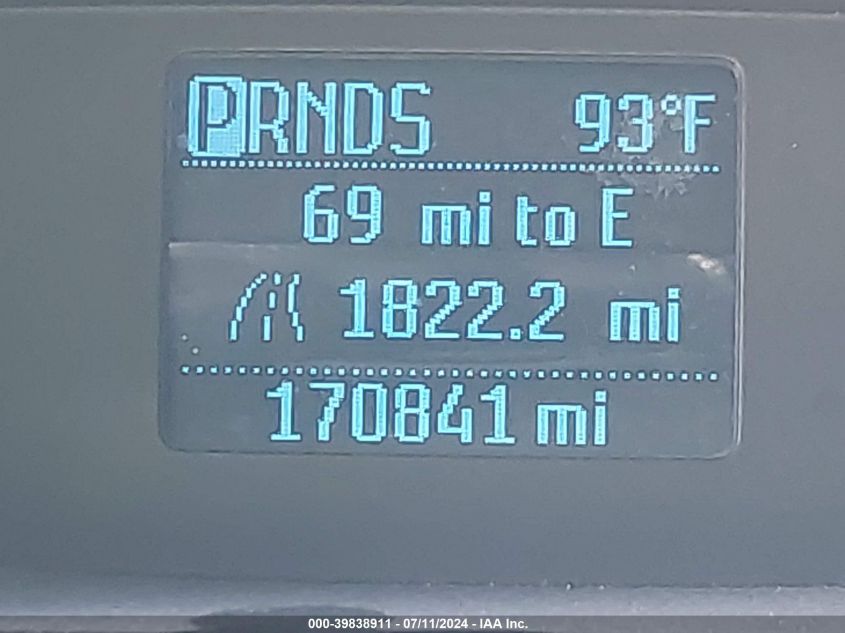 PRNDS 93°F
69 mi to E
1822.2 mi
170841 mi
000-39838911 - 07/11/2024 - IAA Inc.